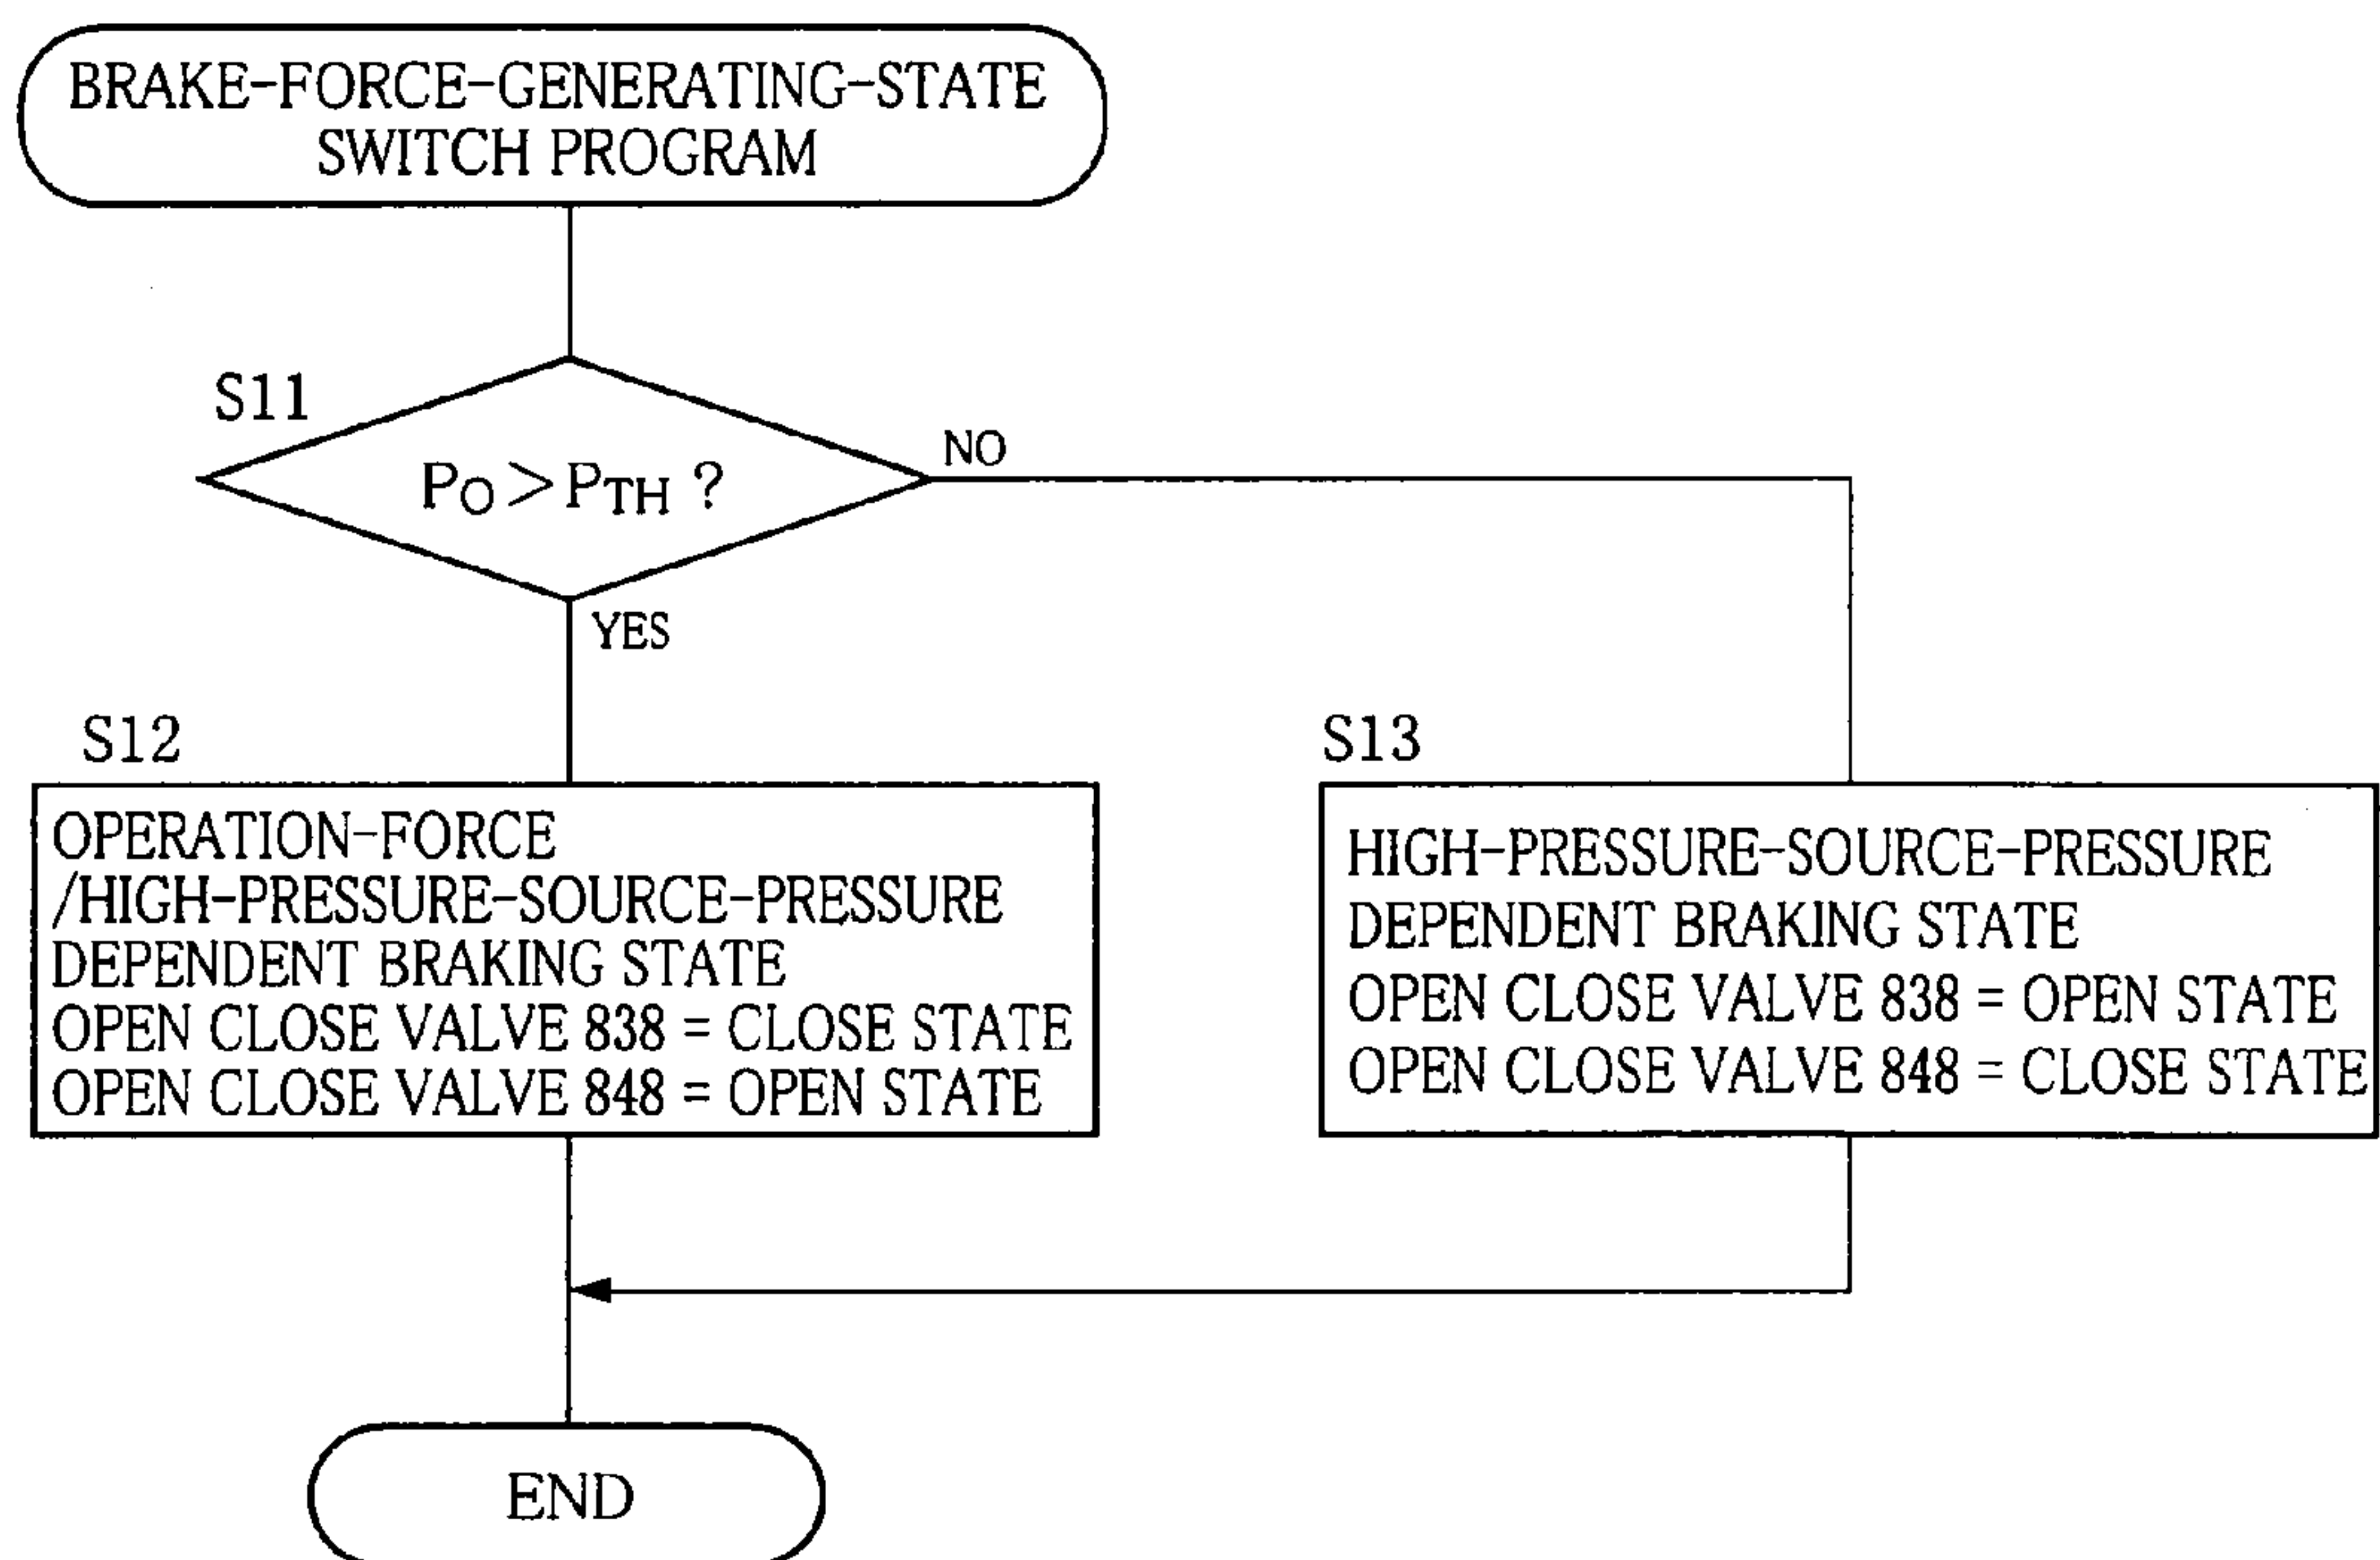 BRAKE-FORCE-GENERATING-STATE
SWITCH PROGRAM
S11
PO>PTH ?
NO
YES
S12
OPERATION-FORCE
/HIGH-PRESSURE-SOURCE-PRESSURE
DEPENDENT BRAKING STATE
OPEN CLOSE VALVE 838 = CLOSE STATE
OPEN CLOSE VALVE 848 = OPEN STATE
S13
HIGH-PRESSURE-SOURCE-PRESSURE
DEPENDENT BRAKING STATE
OPEN CLOSE VALVE 838 = OPEN STATE
OPEN CLOSE VALVE 848 = CLOSE STATE
END